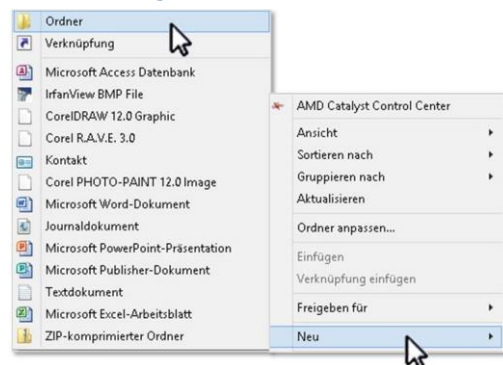 Ordner
Verknüpfung
Microsoft Access Datenbank
IrfanView BMP File
CorelDRAW 12.0 Graphic
Corel R.A.V.E. 3.0
Kontakt
Corel PHOTO-PAINT 12.0 Image
Microsoft Word-Dokument
Journaldokument
Microsoft PowerPoint-Präsentation
Microsoft Publisher-Dokument
Textdokument
Microsoft Excel-Arbeitsblatt
ZIP-komprimierter Ordner
AMD Catalyst Control Center
Ansicht
Sortieren nach
Gruppieren nach
Aktualisieren
Ordner anpassen...
Einfügen
Verknüpfung einfügen
Freigeben für
Neu